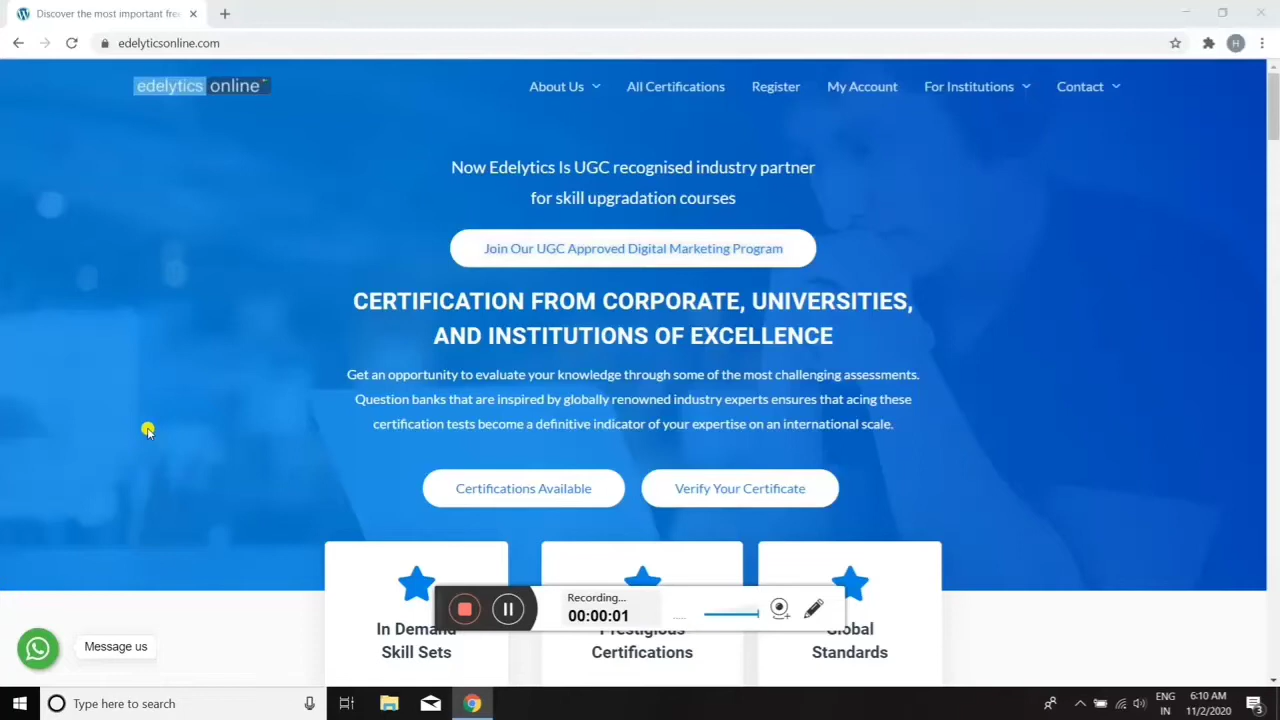 Discover the most important fre
edelyticsonline.com
H
edelytics online
About Us
All Certifications
Register
My Account
For Institutions
Contact
Now Edelytics Is UGC recognised industry partner
for skill upgradation courses
Join Our UGC Approved Digital Marketing Program
CERTIFICATION FROM CORPORATE, UNIVERSITIES,
AND INSTITUTIONS OF EXCELLENCE
Get an opportunity to evaluate your knowledge through some of the most challenging assessments.
Question banks that are inspired by globally renowned industry experts ensures that acing these
certification tests become a definitive indicator of your expertise on an international scale.
Certifications Available
Verify Your Certificate
Recording...
00:00:01
In Demand
Skill Sets
Prestigious
Certifications
Global
Standards
Message us
Type here to search
ENG
IN
6:10 AM
11/2/2020
3